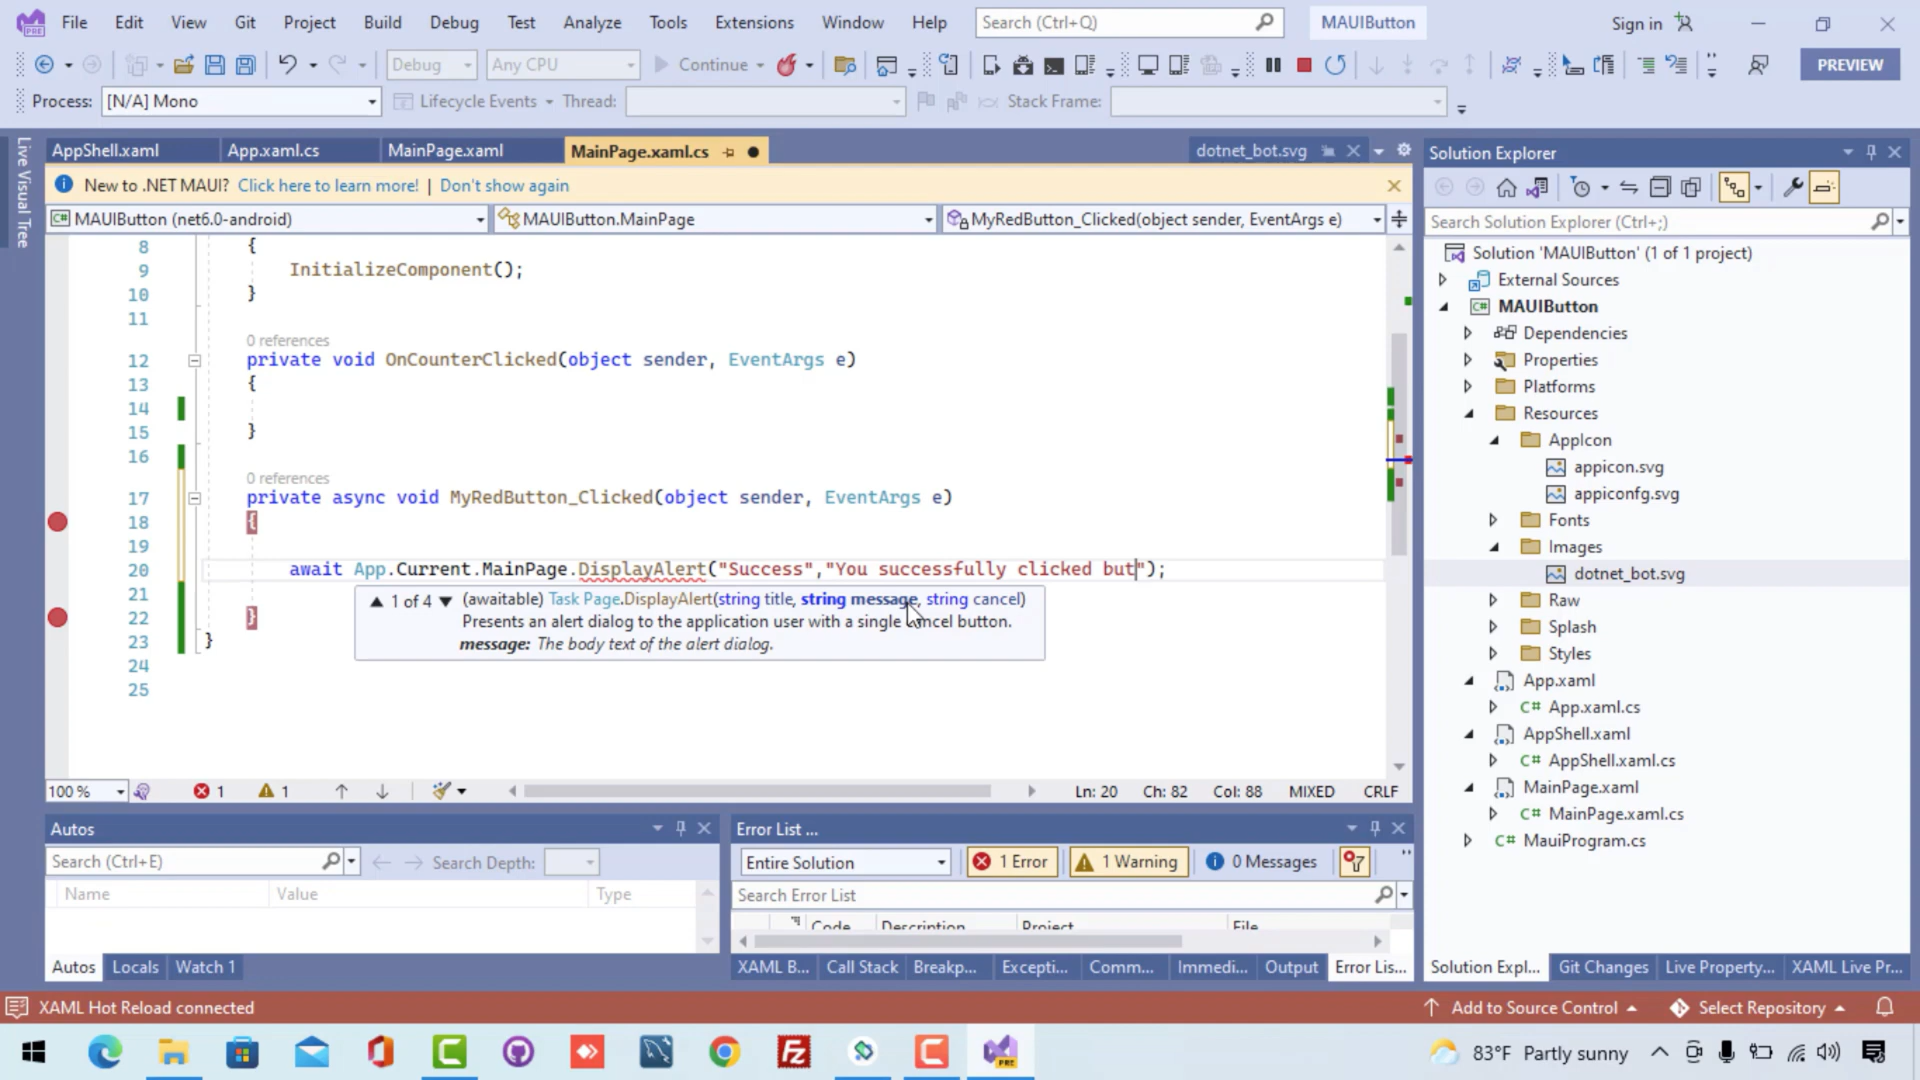 File Edit View Git Project Build Debug Test Analyze Tools Extensions Window Help Search (Ctrl+Q) MAUIButton Sign in
Debug Any CPU Continue PREVIEW
Process: [N/A] Mono Lifecycle Events Thread: Stack Frame:
Live Visual Tree
AppShell.xaml App.xaml.cs MainPage.xaml MainPage.xaml.cs dotnet_bot.svg
New to .NET MAUI? Click here to learn more! | Don't show again
MAUIButton (net6.0-android) MAUIButton.MainPage MyRedButton_Clicked(object sender, EventArgs e)
8 {
9 InitializeComponent();
10 }
11
0 references
12 private void OnCounterClicked(object sender, EventArgs e)
13 {
14
15 }
16
0 references
17 private async void MyRedButton_Clicked(object sender, EventArgs e)
18 {
19
20 await App.Current.MainPage.DisplayAlert("Success","You successfully clicked but");
21
1 of 4 (awaitable) Task Page.DisplayAlert(string title, string message, string cancel)
Presents an alert dialog to the application user with a single cancel button.
message: The body text of the alert dialog.
22 }
23 }
24
25
100 % 1 1 Ln: 20 Ch: 82 Col: 88 MIXED CRLF
Autos
Search (Ctrl+E) Search Depth:
Name Value Type
Autos Locals Watch 1
Error List ...
Entire Solution 1 Error 1 Warning 0 Messages
Search Error List
Code Description Project File
XAML B... Call Stack Breakp... Excepti... Comm... Immedi... Output Error Lis...
Solution Explorer
Search Solution Explorer (Ctrl+;)
Solution 'MAUIButton' (1 of 1 project)
External Sources
MAUIButton
Dependencies
Properties
Platforms
Resources
AppIcon
appicon.svg
appiconfg.svg
Fonts
Images
dotnet_bot.svg
Raw
Splash
Styles
App.xaml
App.xaml.cs
AppShell.xaml
AppShell.xaml.cs
MainPage.xaml
MainPage.xaml.cs
MauiProgram.cs
Solution Expl... Git Changes Live Property... XAML Live Pr...
XAML Hot Reload connected Add to Source Control Select Repository
83°F Partly sunny